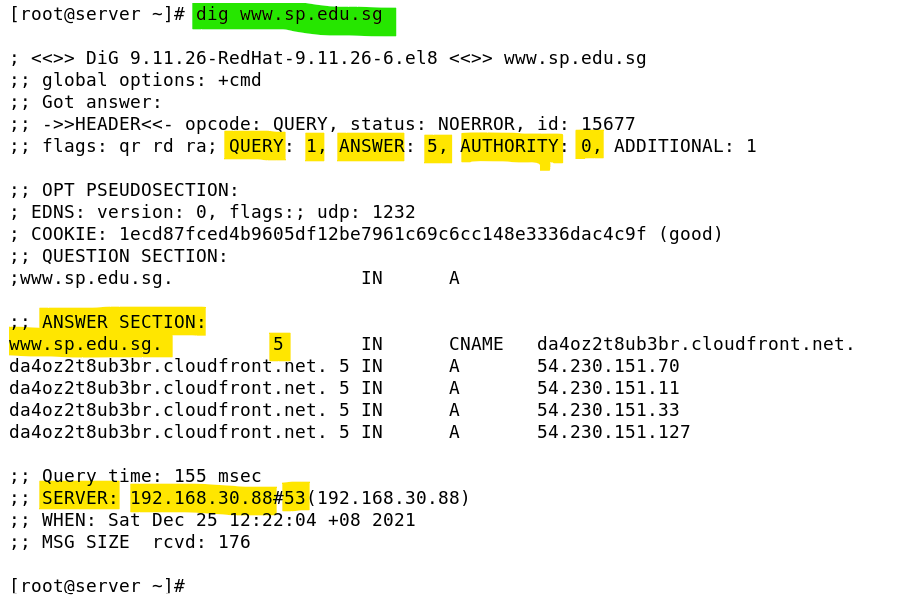 [root@server ~]# dig www.sp.edu.sg
; <<>> DiG 9.11.26-RedHat-9.11.26-6.el8 <<>> www.sp.edu.sg
;; global options: +cmd
;; Got answer:
;; ->>HEADER<<- opcode: QUERY, status: NOERROR, id: 15677
;; flags: qr rd ra; QUERY: 1, ANSWER: 5, AUTHORITY: 0, ADDITIONAL: 1
;; OPT PSEUDOSECTION:
; EDNS: version: 0, flags:; udp: 1232
; COOKIE: 1ecd87fced4b9605df12be7961c69c6cc148e3336dac4c9f (good)
;; QUESTION SECTION:
;www.sp.edu.sg. IN A
;; ANSWER SECTION:
www.sp.edu.sg. 5 IN CNAME da4oz2t8ub3br.cloudfront.net.
da4oz2t8ub3br.cloudfront.net. 5 IN A 54.230.151.70
da4oz2t8ub3br.cloudfront.net. 5 IN A 54.230.151.11
da4oz2t8ub3br.cloudfront.net. 5 IN A 54.230.151.33
da4oz2t8ub3br.cloudfront.net. 5 IN A 54.230.151.127
;; Query time: 155 msec
;; SERVER: 192.168.30.88#53(192.168.30.88)
;; WHEN: Sat Dec 25 12:22:04 +08 2021
;; MSG SIZE rcvd: 176
[root@server ~]#